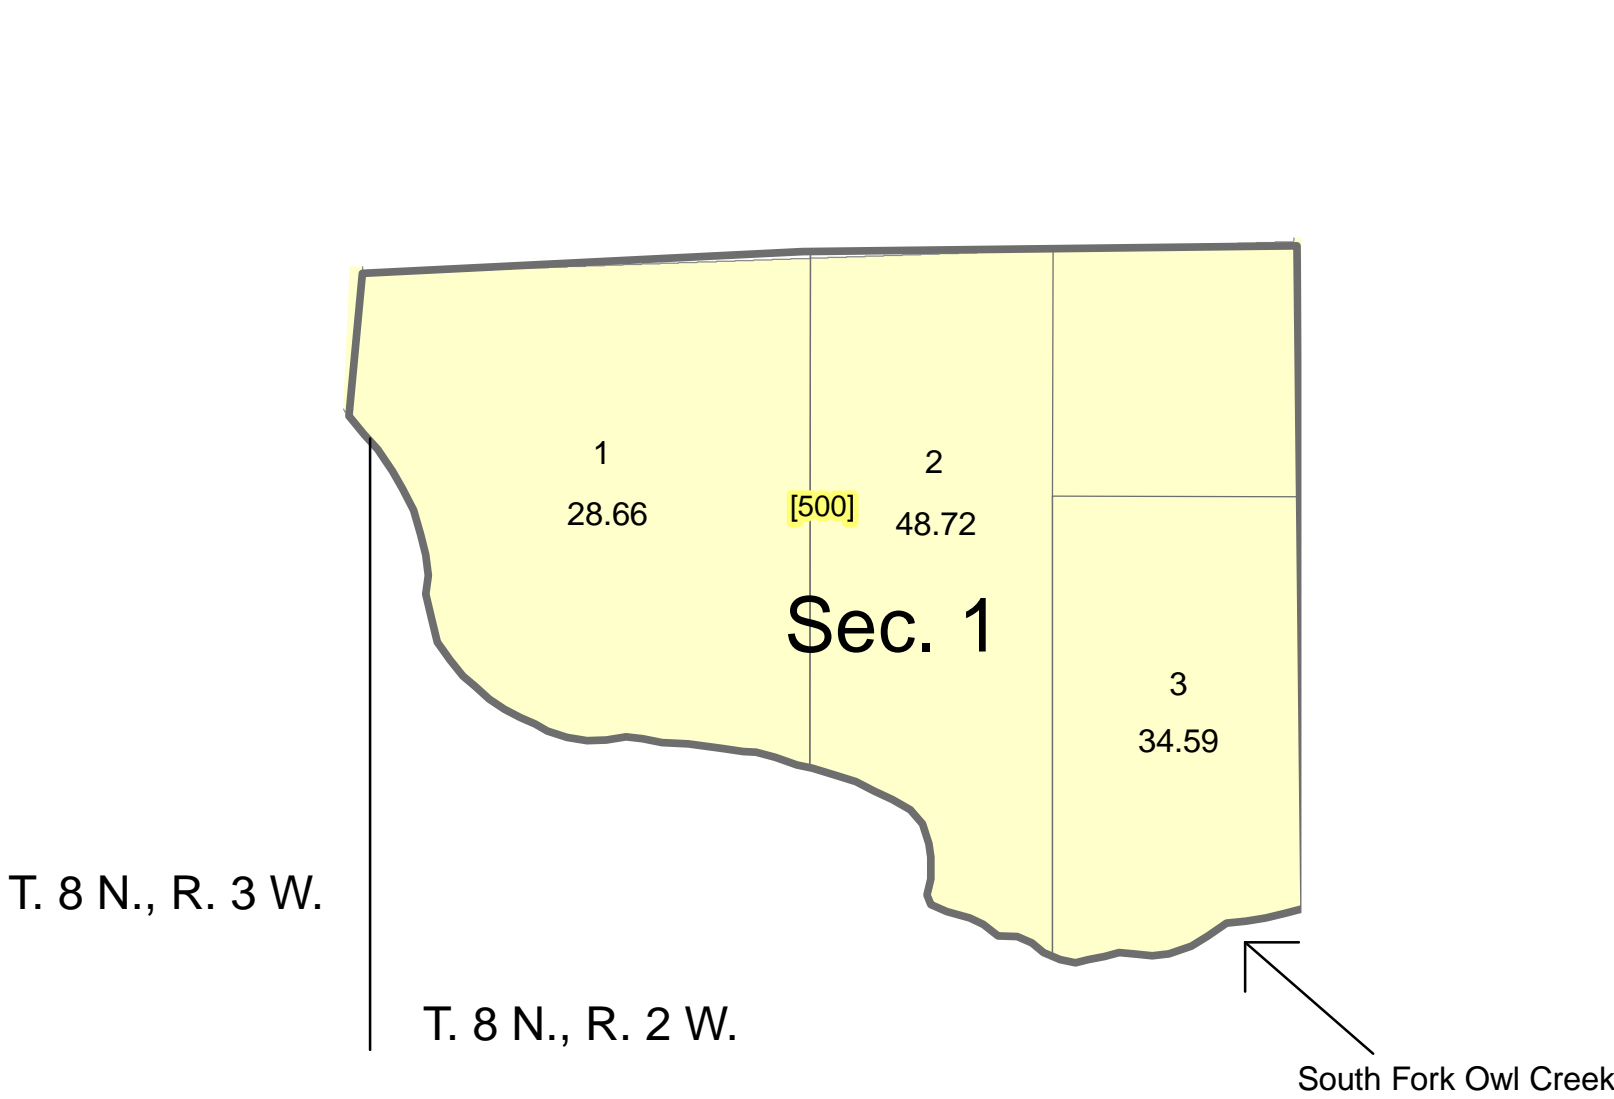 1
28.66
[500]
2
48.72
Sec. 1
3
34.59
T. 8 N., R. 3 W.
T. 8 N., R. 2 W.
South Fork Owl Creek